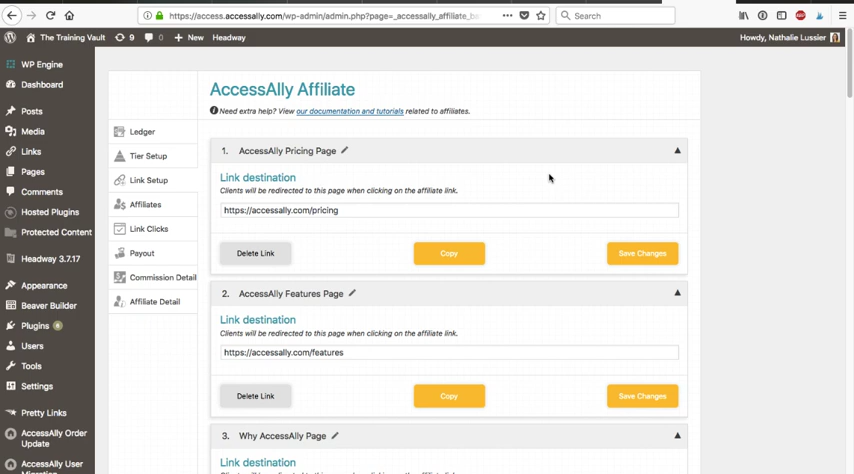 https://access.accessally.com/wp-admin/admin.php?page=_accessally_affiliate_ba
Search
The Training Vault
9
0
New
Headway
Howdy, Nathalie Lussier
WP Engine
Dashboard
Posts
Media
Links
Pages
Comments
Hosted Plugins
Protected Content
Headway 3.7.17
Appearance
Beaver Builder
Plugins 6
Users
Tools
Settings
Pretty Links
AccessAlly Order
Update
AccessAlly User
Migration
Ledger
Tier Setup
Link Setup
Affiliates
Link Clicks
Payout
Commission Detail
Affiliate Detail
AccessAlly Affiliate
Need extra help? View our documentation and tutorials related to affiliates.
1. AccessAlly Pricing Page
Link destination
Clients will be redirected to this page when clicking on the affiliate link.
https://accessally.com/pricing
Delete Link
Copy
Save Changes
2. AccessAlly Features Page
Link destination
Clients will be redirected to this page when clicking on the affiliate link.
https://accessally.com/features
Delete Link
Copy
Save Changes
3. Why AccessAlly Page
Link destination